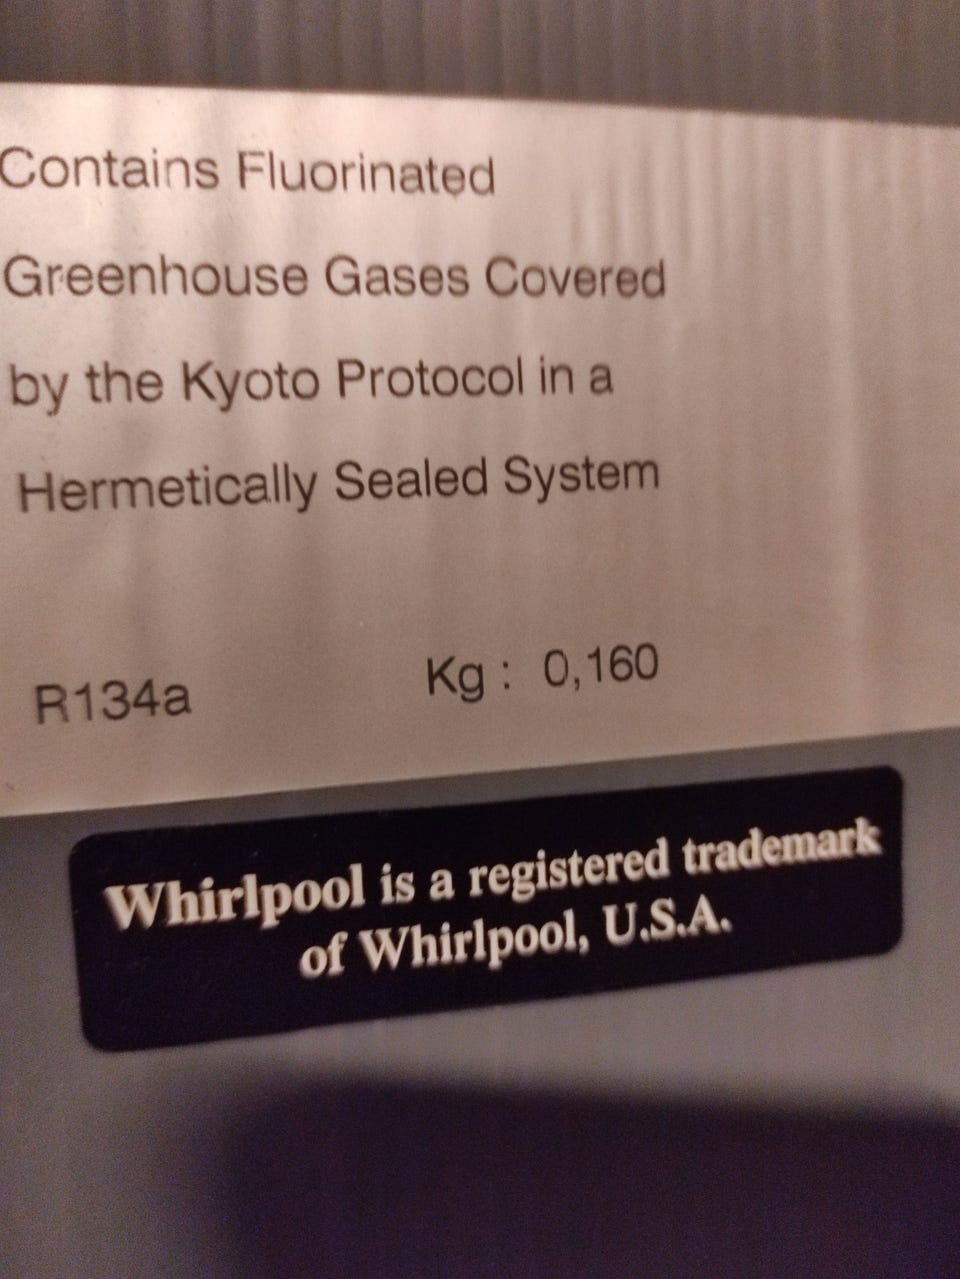 Contains Fluorinated
Greenhouse Gases Covered
by the Kyoto Protocol in a
Hermetically Sealed System
R134a Kg : 0,160
Whirlpool is a registered trademark
of Whirlpool, U.S.A.